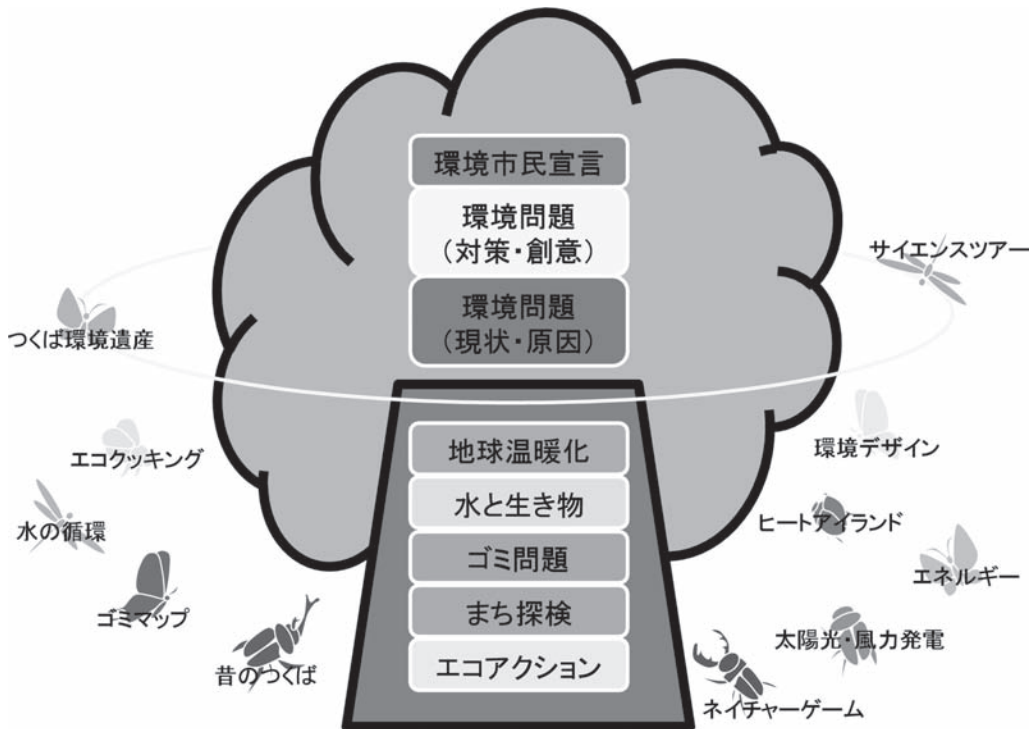 環境市民宣言
環境問題
（対策・創意）
環境問題
（現状・原因）
地球温暖化
水と生き物
ゴミ問題
まち探検
エコアクション
つくば環境遺産
エコクッキング
水の循環
ゴミマップ
昔のつくば
サイエンスツアー
環境デザイン
ヒートアイランド
エネルギー
太陽光・風力発電
ネイチャーゲーム